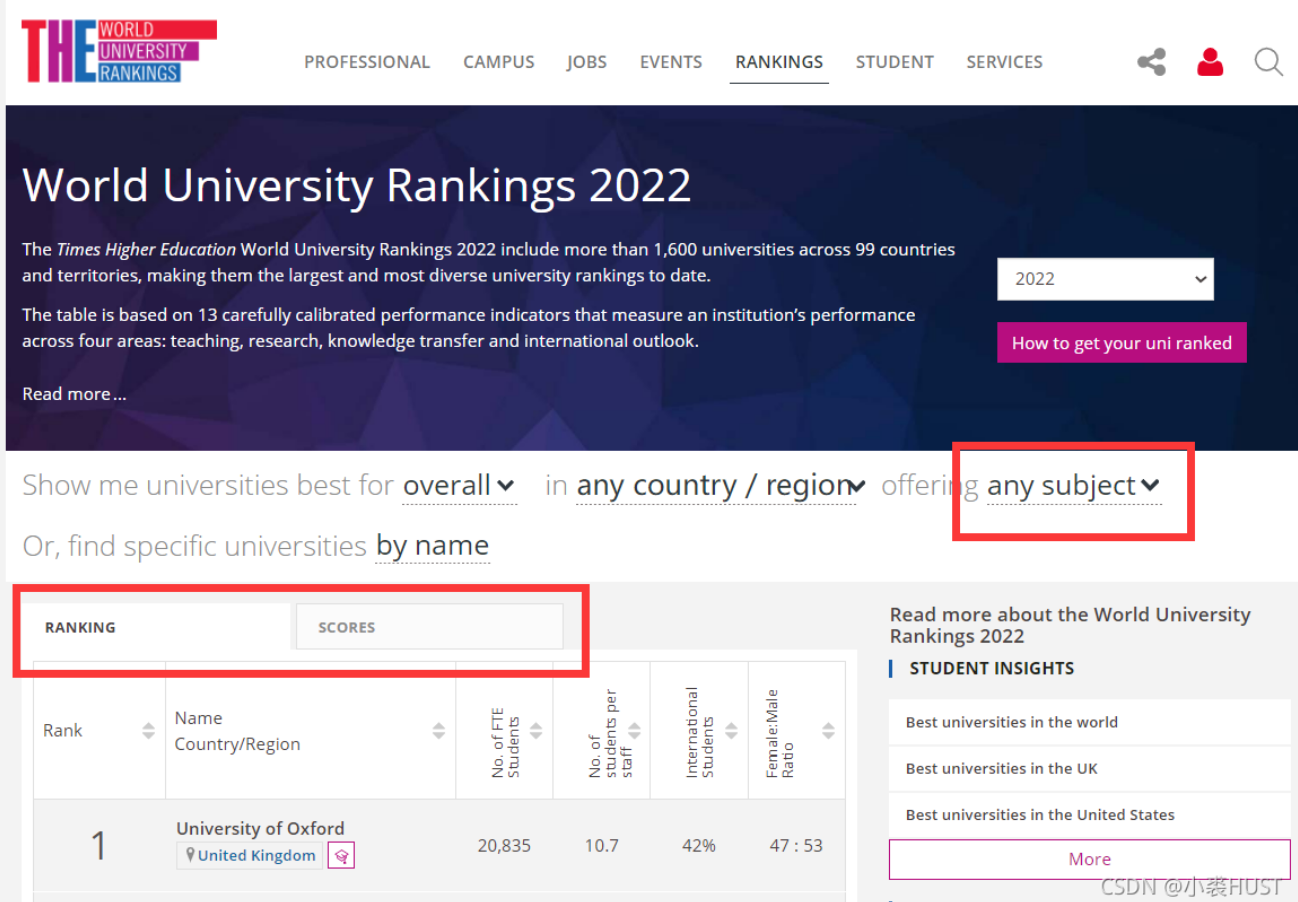 THE WORLD
UNIVERSITY
RANKINGS
PROFESSIONAL CAMPUS JOBS EVENTS RANKINGS STUDENT SERVICES
World University Rankings 2022
The Times Higher Education World University Rankings 2022 include more than 1,600 universities across 99 countries
and territories, making them the largest and most diverse university rankings to date.
The table is based on 13 carefully calibrated performance indicators that measure an institution’s performance
across four areas: teaching, research, knowledge transfer and international outlook.
Read more ...
2022
How to get your uni ranked
Show me universities best for overall in any country / region offering any subject
Or, find specific universities by name
RANKING SCORES
Rank
Name
Country/Region
No. of FTE
Students
No. of
students per
staff
International
Students
Female:Male
Ratio
1
University of Oxford
United Kingdom
20,835 10.7 42% 47 : 53
Read more about the World University
Rankings 2022
STUDENT INSIGHTS
Best universities in the world
Best universities in the UK
Best universities in the United States
More
CSDN @小裘HUST